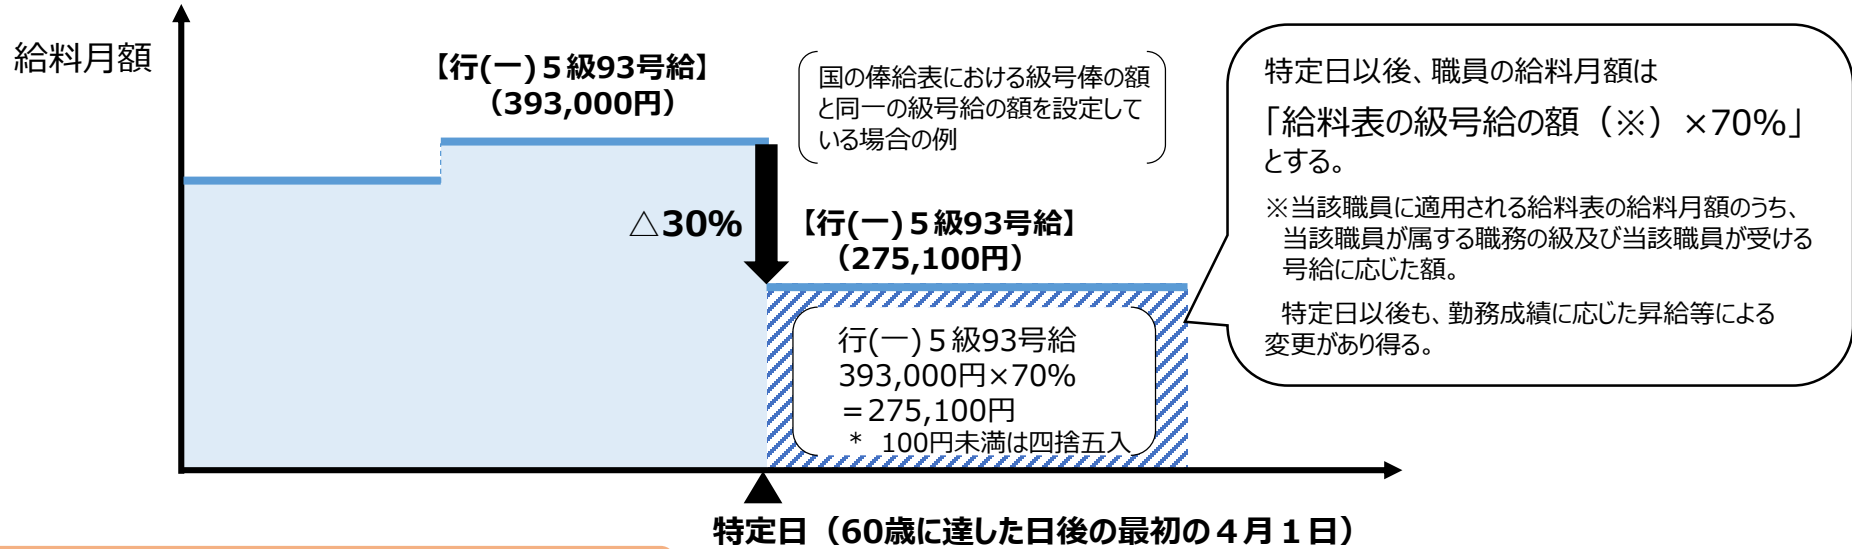 給料月額
【行(一)５級93号給】
（393,000円）
国の俸給表における級号俸の額
と同一の級号給の額を設定して
いる場合の例
△30%
【行(一)５級93号給】
（275,100円）
行(一)５級93号給
393,000円×70%
＝275,100円
* 100円未満は四捨五入
特定日（60歳に達した日後の最初の４月１日）
特定日以後、職員の給料月額は
「給料表の級号給の額（※）×70%」
とする。
※当該職員に適用される給料表の給料月額のうち、
当該職員が属する職務の級及び当該職員が受ける
号給に応じた額。
特定日以後も、勤務成績に応じた昇給等による
変更があり得る。